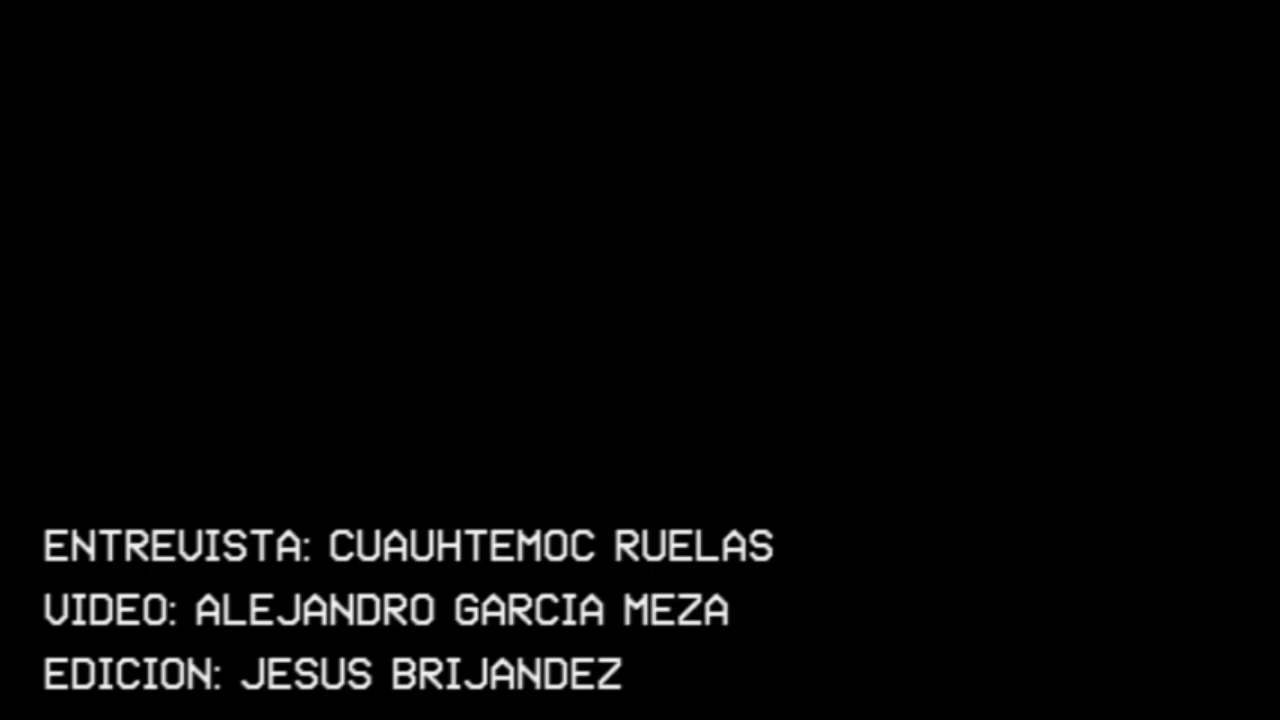 ENTREVISTA: CUAUHTEMOC RUELAS
VIDEO: ALEJANDRO GARCIA MEZA
EDICION: JESUS BRIJANDEZ